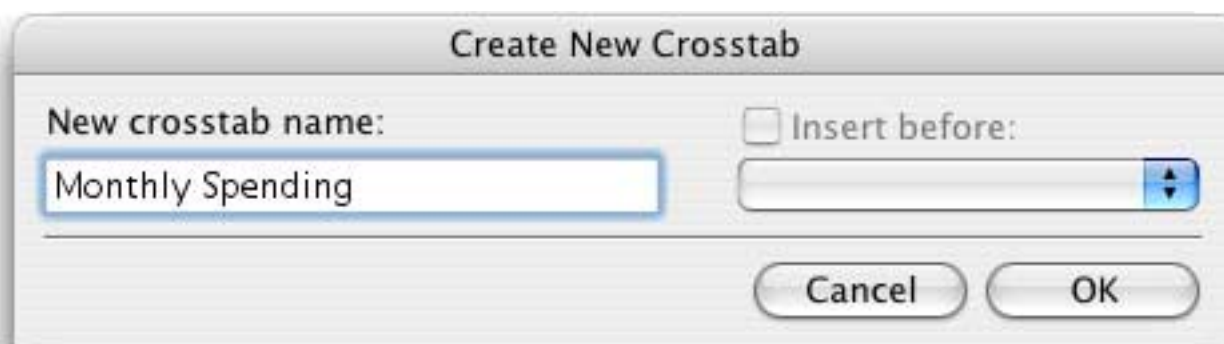 Create New Crosstab
New crosstab name:
Insert before:
Monthly Spending
Cancel
OK